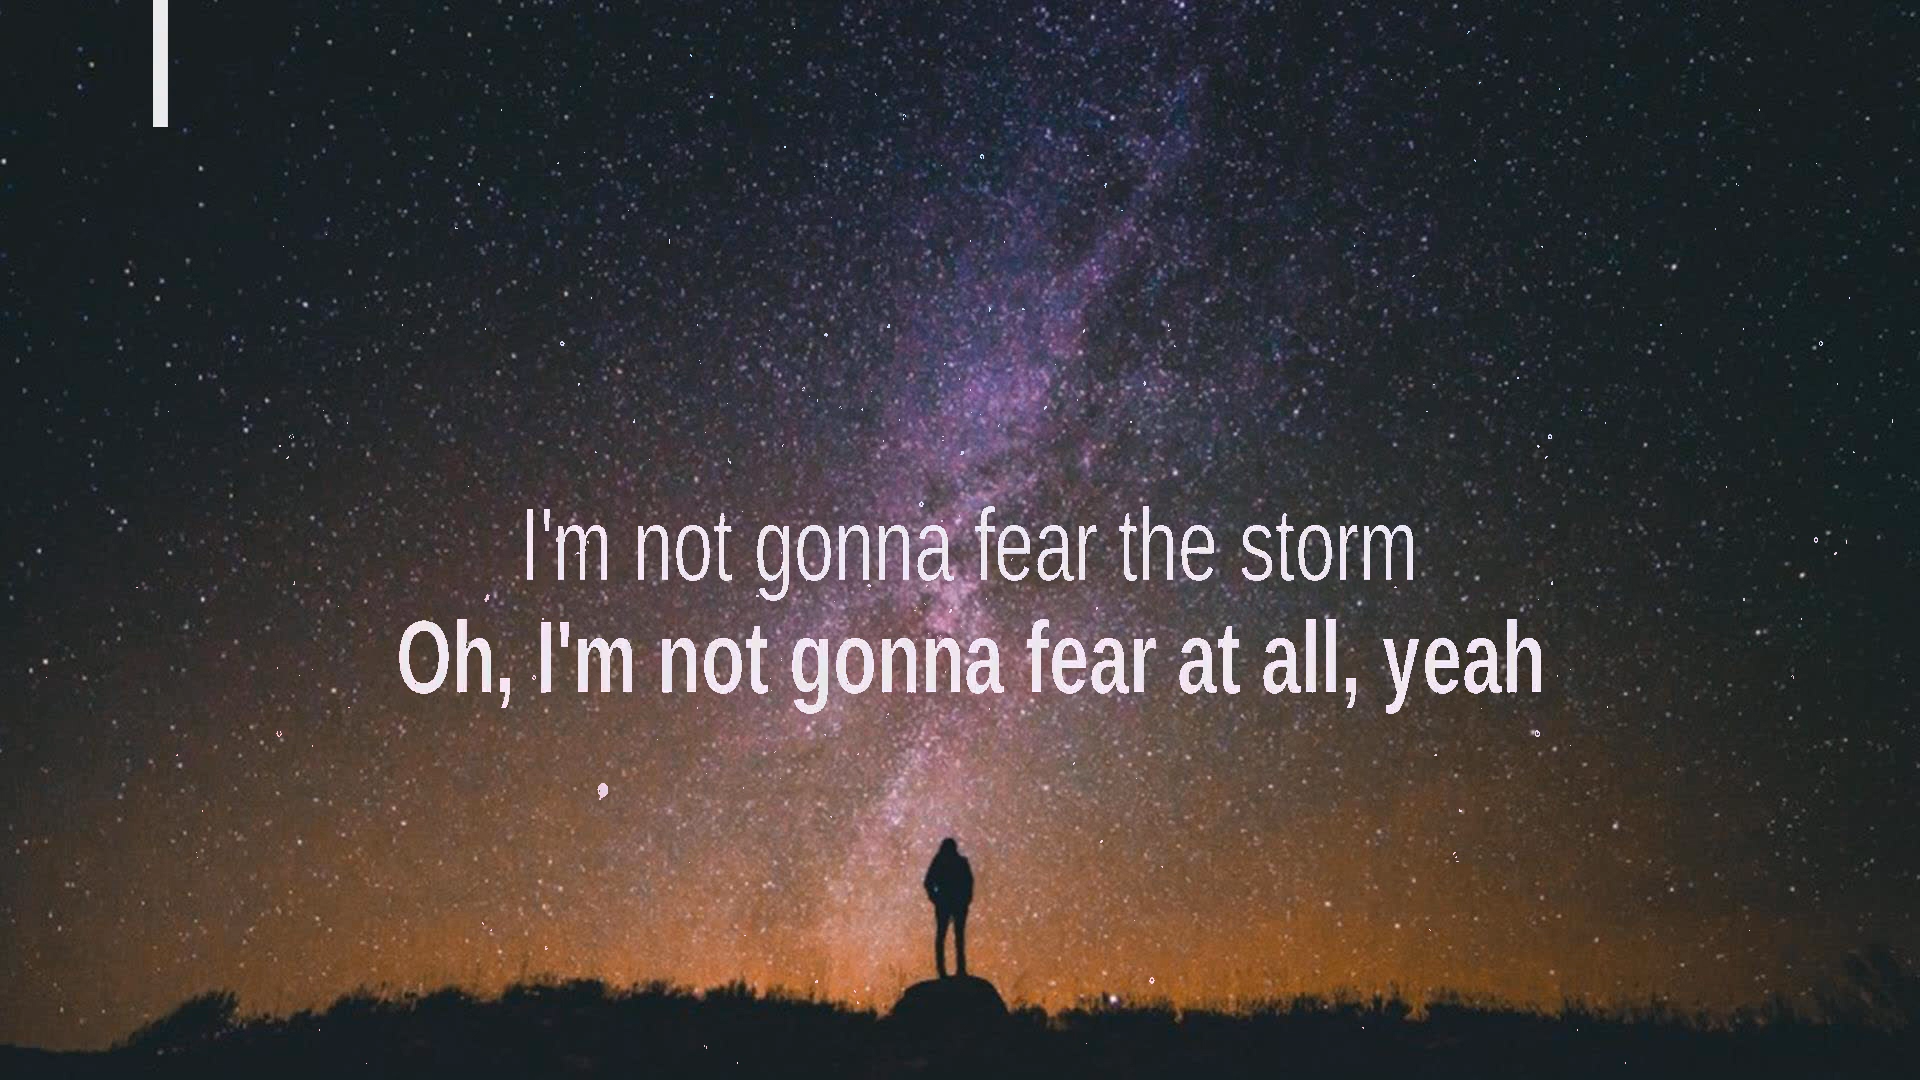 I'm not gonna fear the storm
Oh, I'm not gonna fear at all, yeah